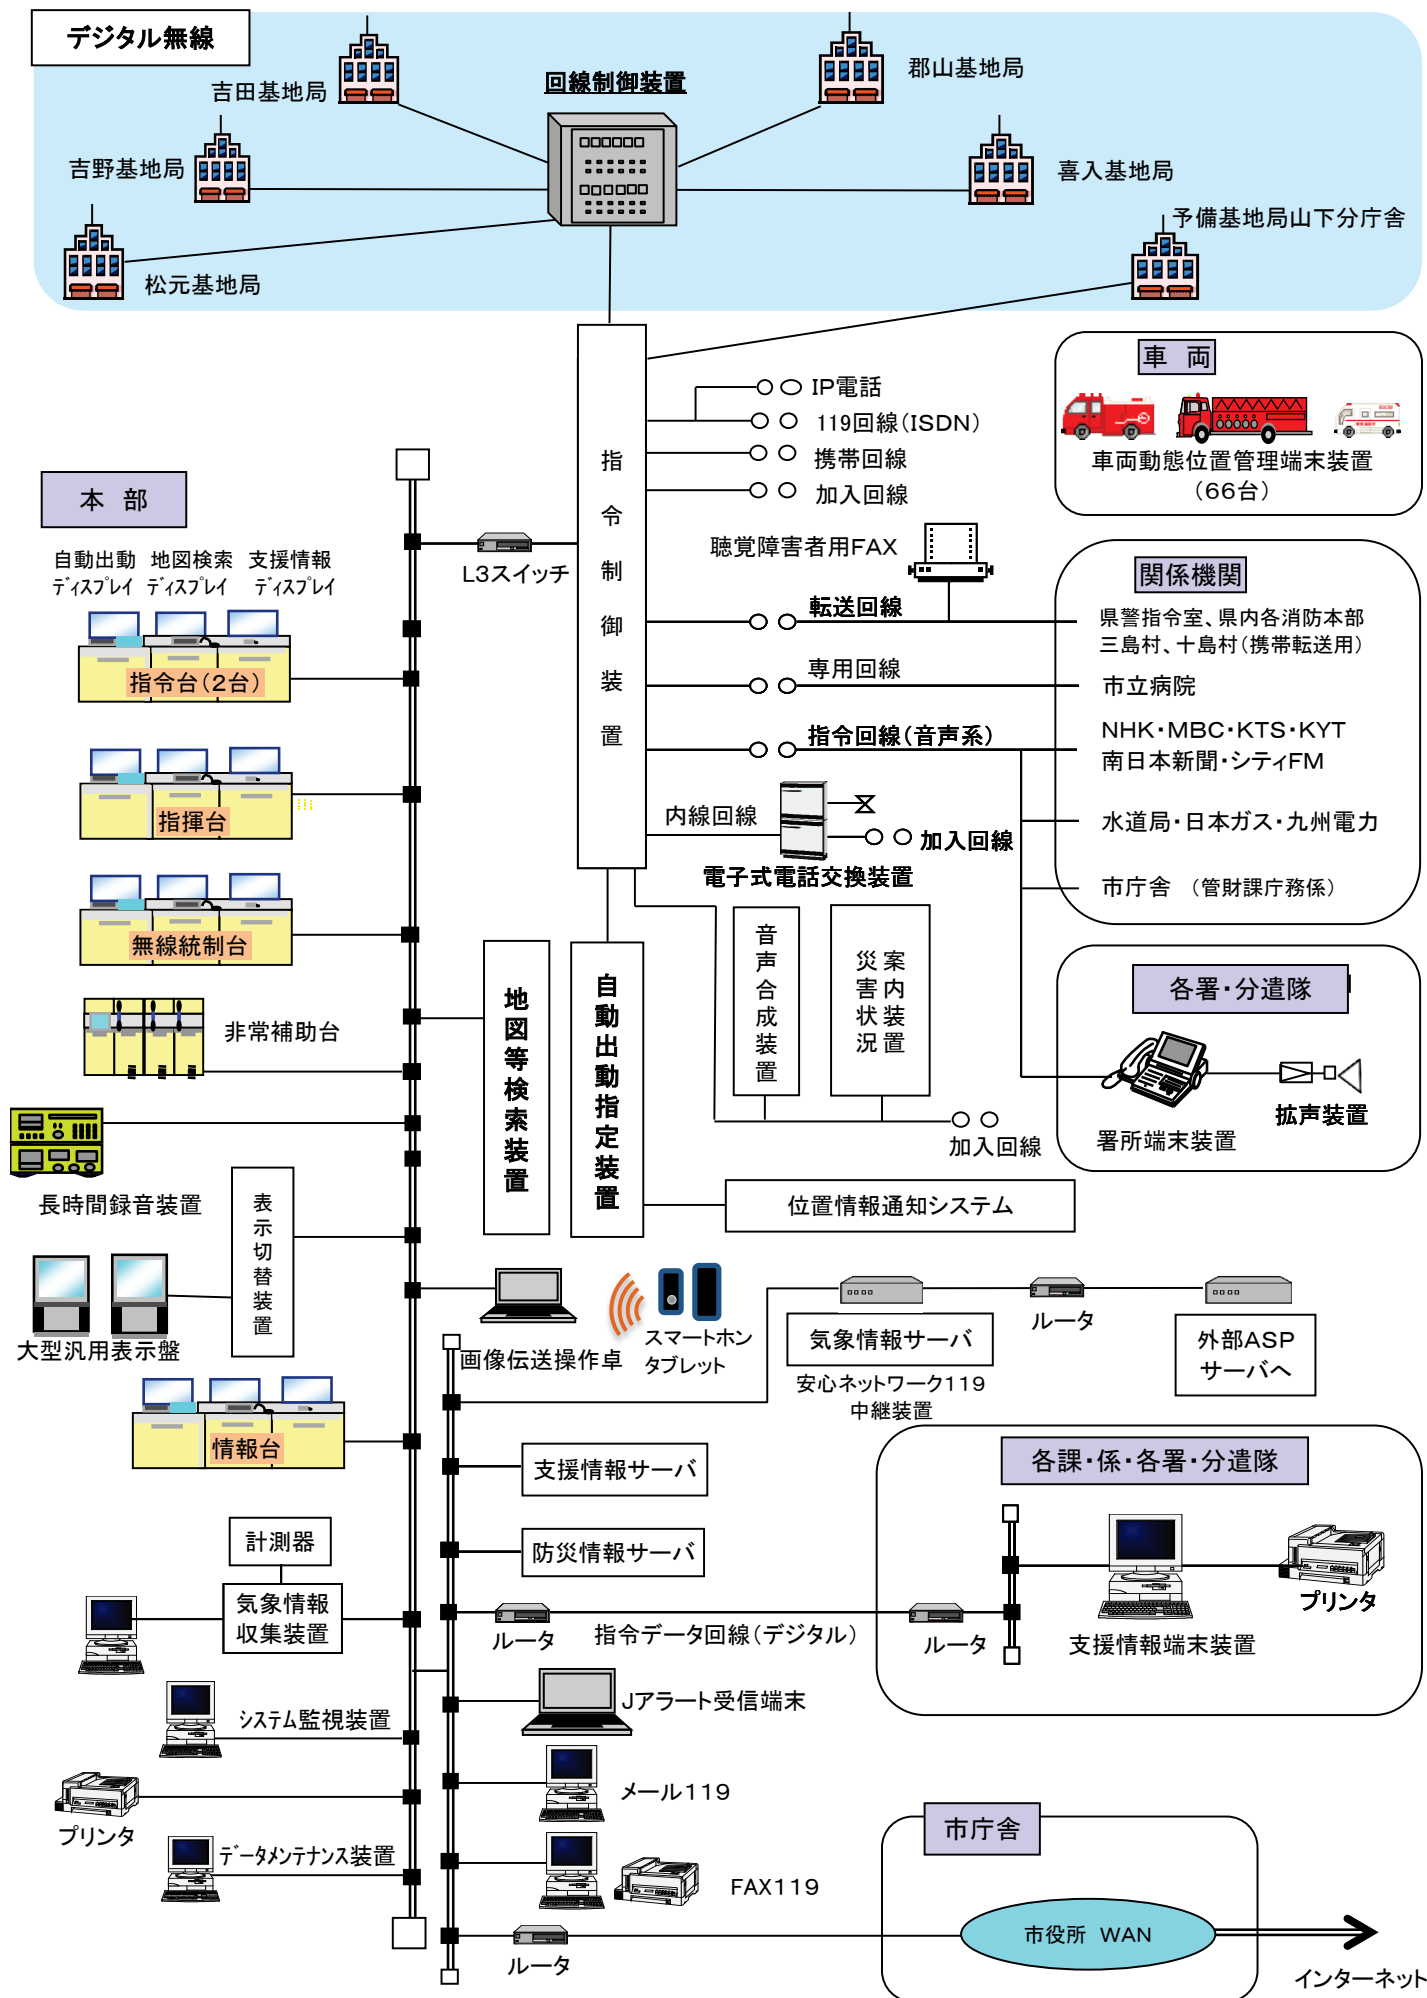 デジタル無線
吉田基地局
回線制御装置
郡山基地局
吉野基地局
喜入基地局
予備基地局山下分庁舎
松元基地局
指令制御装置
車 両
車両動態位置管理端末装置
(66台)
IP電話
119回線(ISDN)
携帯回線
加入回線
本 部
自動出動 地図検索 支援情報
ディスプレイ ディスプレイ ディスプレイ
L3スイッチ
聴覚障害者用FAX
関係機関
転送回線
県警指令室、県内各消防本部
三島村、十島村(携帯転送用)
指令台(2台)
専用回線
市立病院
指令回線(音声系)
NHK・MBC・KTS・KYT
南日本新聞・シティFM
指揮台
内線回線
加入回線
水道局・日本ガス・九州電力
電子式電話交換装置
市庁舎 (管財課庁務係)
無線統制台
地図等検索装置
自動出動指定装置
音声合成装置
災害状況
案内装置
各署・分遣隊
非常補助台
加入回線
署所端末装置
拡声装置
長時間録音装置
表示切替装置
位置情報通知システム
大型汎用表示盤
画像伝送操作卓
スマートホン
タブレット
気象情報サーバ
安心ネットワーク119
中継装置
ルータ
外部ASP
サーバへ
情報台
支援情報サーバ
各課・係・各署・分遣隊
計測器
防災情報サーバ
気象情報
収集装置
ルータ
指令データ回線(デジタル)
ルータ
支援情報端末装置
プリンタ
システム監視装置
Jアラート受信端末
プリンタ
メール119
データメンテナンス装置
FAX119
市庁舎
ルータ
市役所 WAN
インターネット